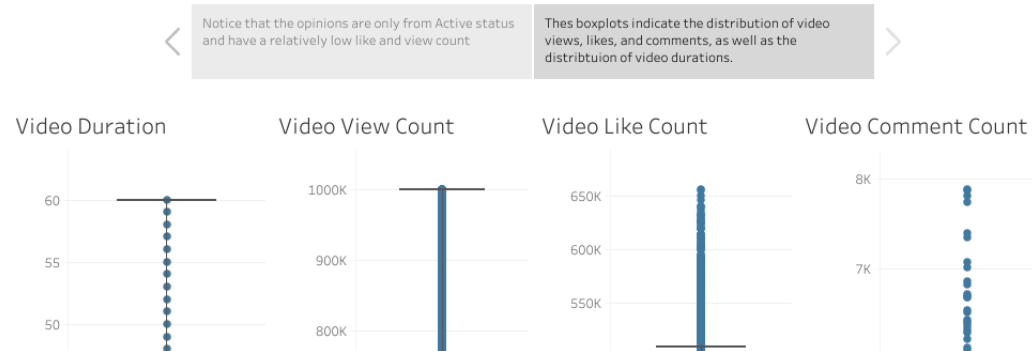 Notice that the opinions are only from Active status
and have a relatively low like and view count
Thes boxplots indicate the distribution of video
views, likes, and comments, as well as the
distribtuion of video durations.
Video Duration
60
55
50
Video View Count
1000K
900K
800K
Video Like Count
650K
600K
550K
Video Comment Count
8K
7K